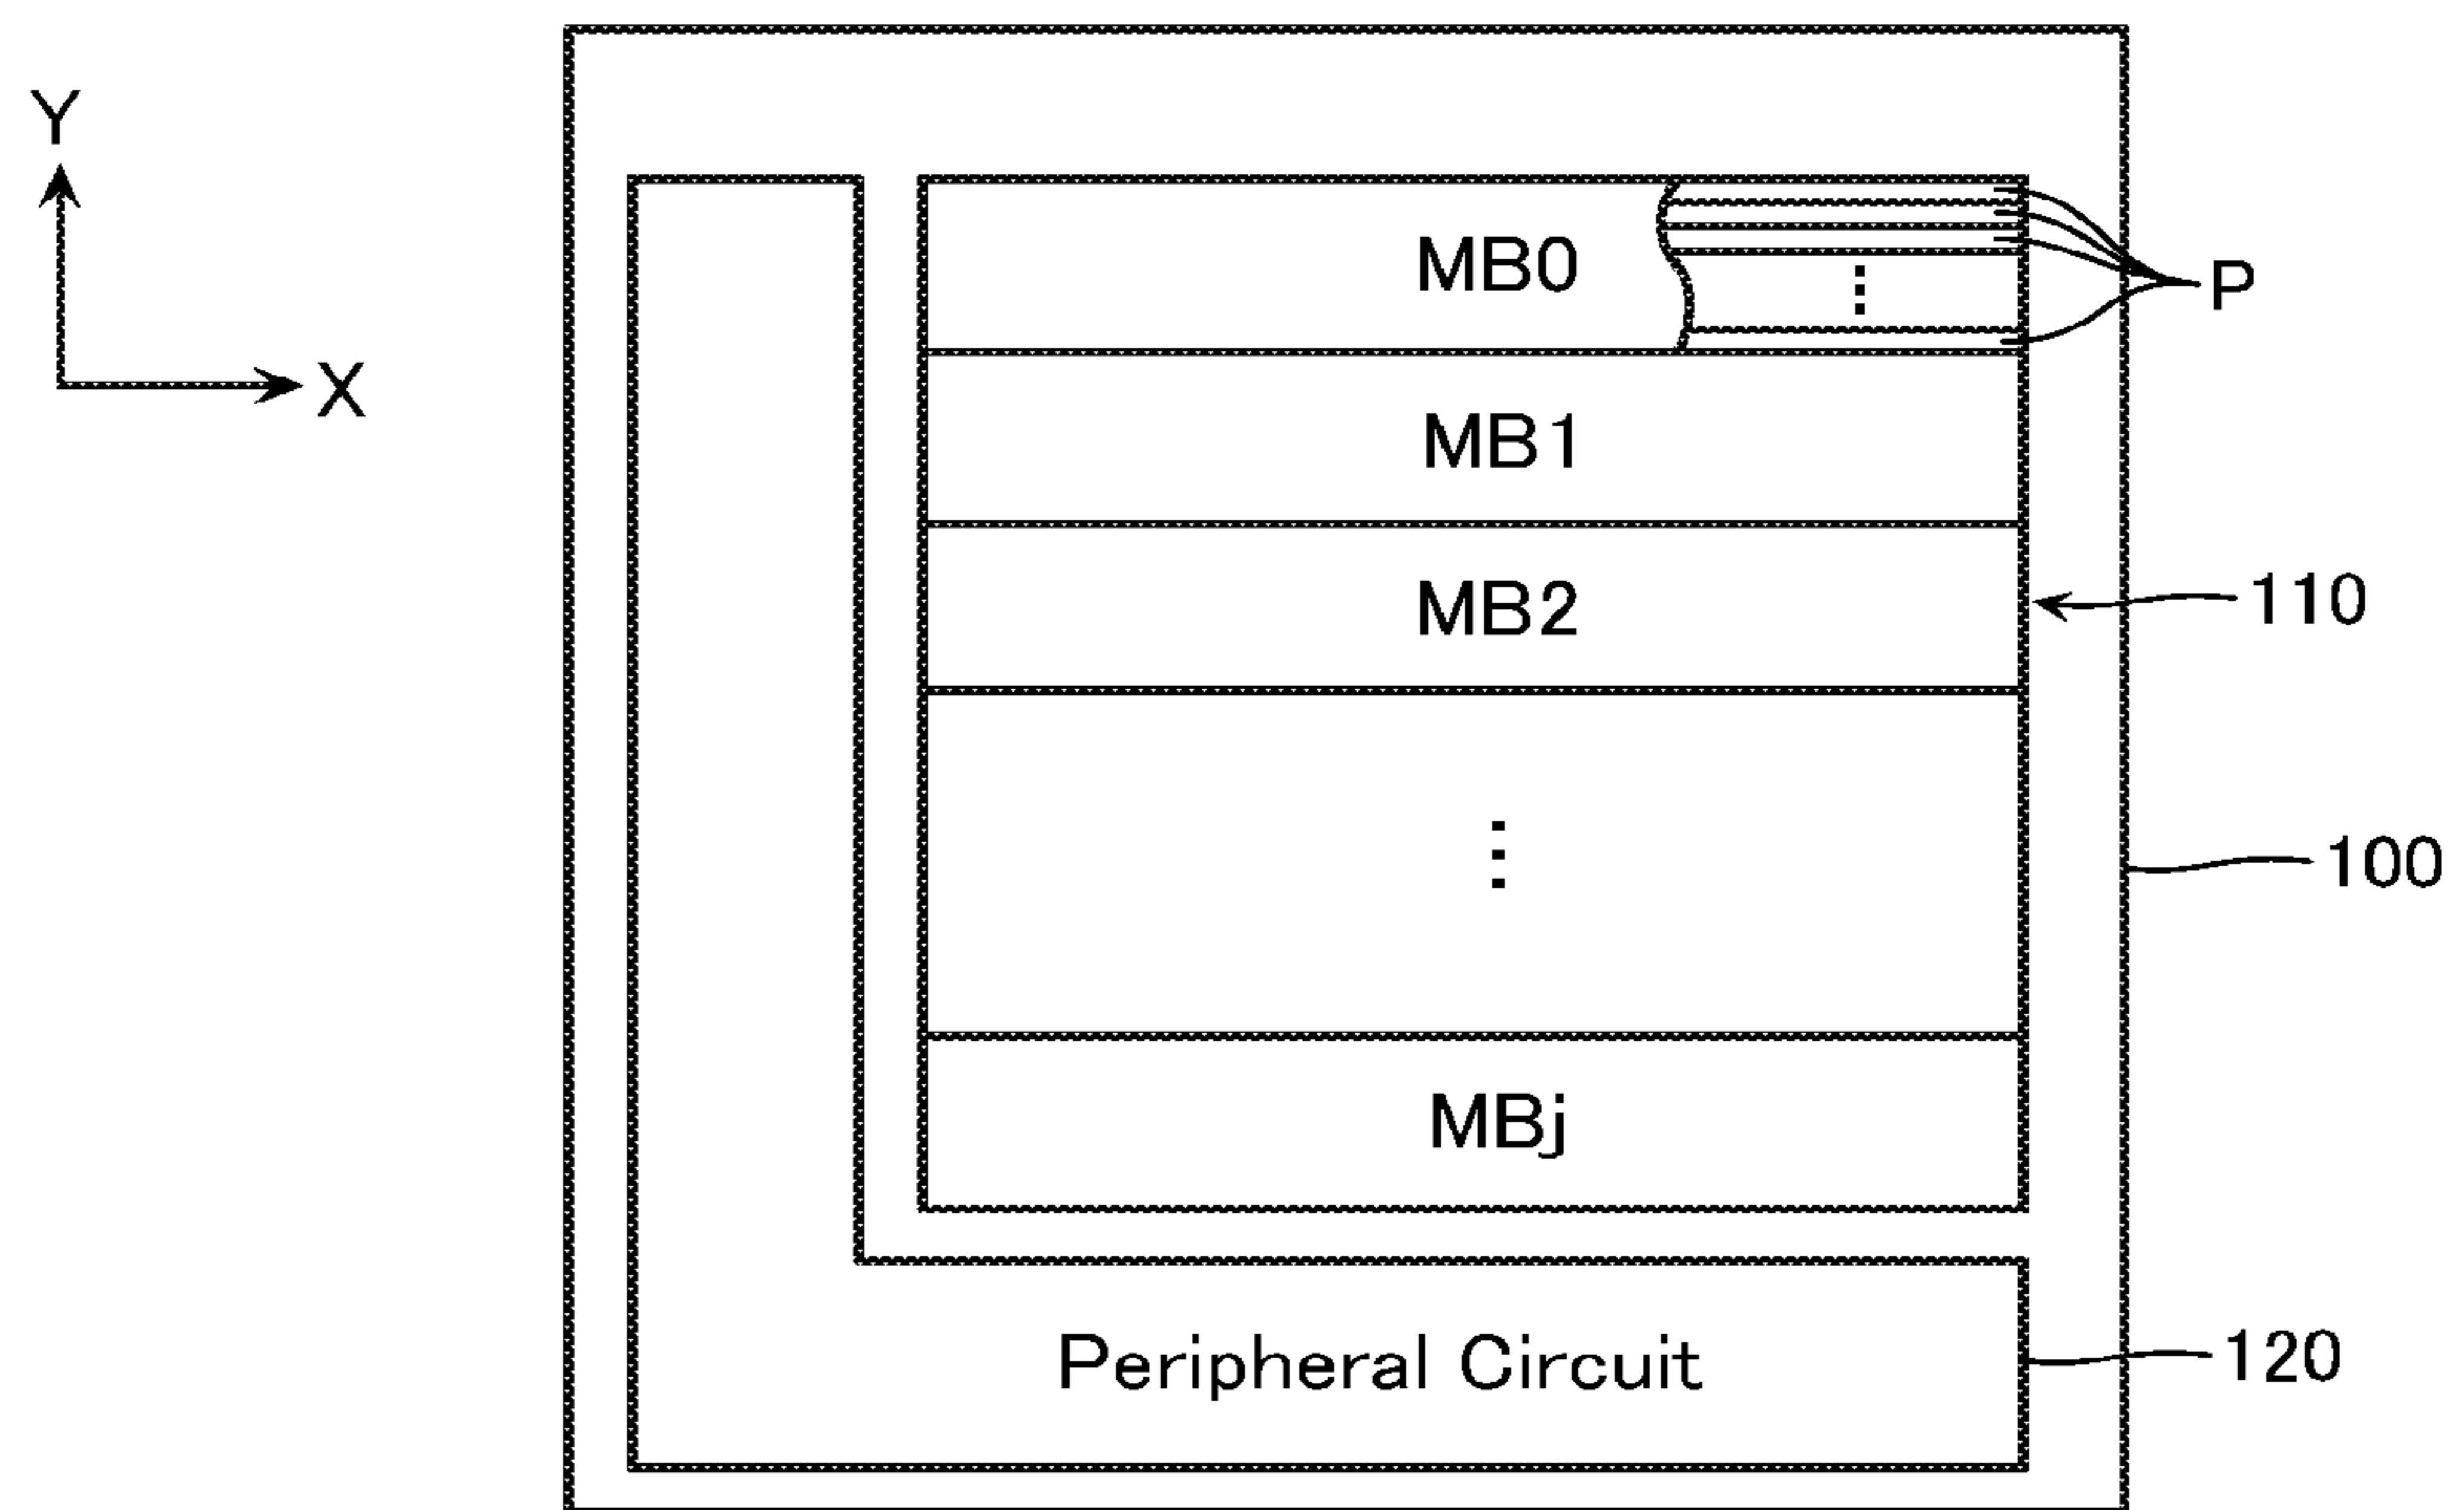 Y
X
MB0
P
MB1
MB2
110
100
MBj
Peripheral Circuit
120